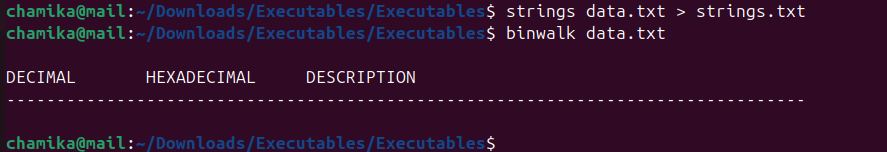 chamika@mail:~/Downloads/Executables/Executables$ strings data.txt > strings.txt
chamika@mail:~/Downloads/Executables/Executables$ binwalk data.txt
DECIMAL       HEXADECIMAL     DESCRIPTION
--------------------------------------------------------------------------------
chamika@mail:~/Downloads/Executables/Executables$